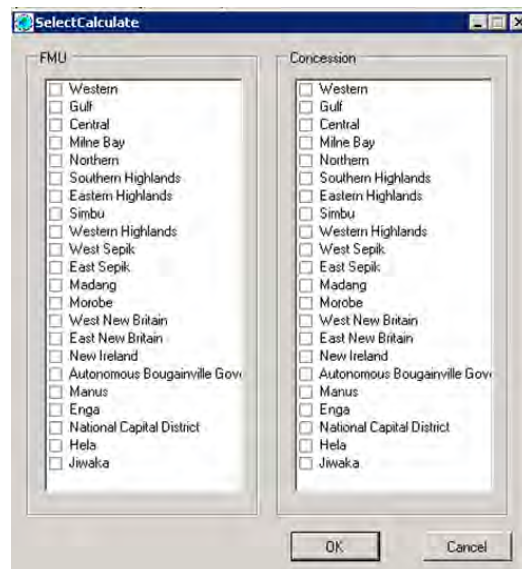 SelectCalculate
FMU
Western
Gulf
Central
Milne Bay
Northern
Southern Highlands
Eastern Highlands
Simbu
Western Highlands
West Sepik
East Sepik
Madang
Morobe
West New Britain
East New Britain
New Ireland
Autonomous Bougainville Gov
Manus
Enga
National Capital District
Hela
Jiwaka
Concession
Western
Gulf
Central
Milne Bay
Northern
Southern Highlands
Eastern Highlands
Simbu
Western Highlands
West Sepik
East Sepik
Madang
Morobe
West New Britain
East New Britain
New Ireland
Autonomous Bougainville Gov
Manus
Enga
National Capital District
Hela
Jiwaka
OK
Cancel